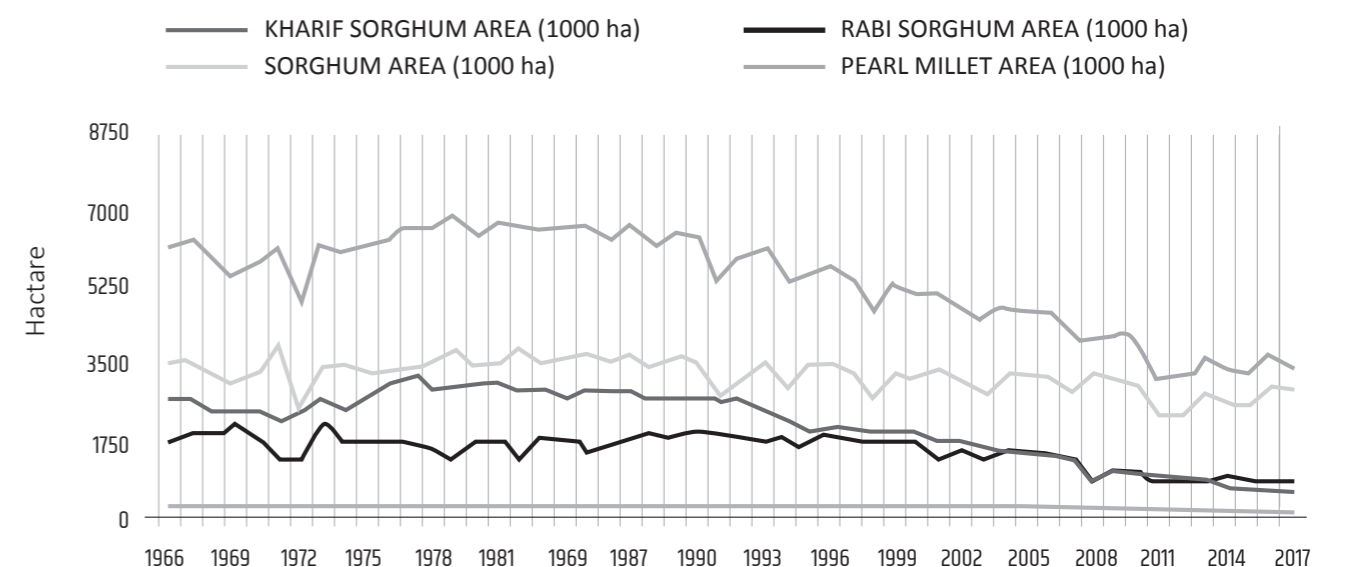 KHARIF SORGHUM AREA (1000 ha)
RABI SORGHUM AREA (1000 ha)
SORGHUM AREA (1000 ha)
PEARL MILLET AREA (1000 ha)
Hactare
8750
7000
5250
3500
1750
0
1966 1969 1972 1975 1978 1981 1969 1987 1990 1993 1996 1999 2002 2005 2008 2011 2014 2017